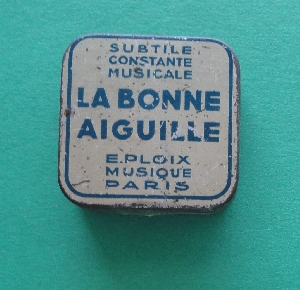 SUBTILE
CONSTANTE
MUSICALE
LA BONNE
AIGUILLE
E.PLOIX
MUSIQUE
PARIS